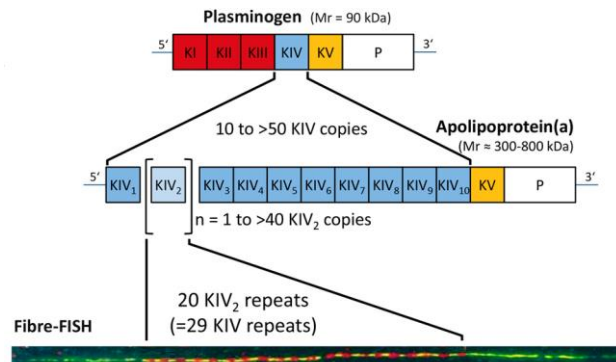 Plasminogen (Mr = 90 kDa)
5’ KI KII KIII KIV KV P 3’
10 to >50 KIV copies
Apolipoprotein(a)
(Mr ≈ 300-800 kDa)
5’ KIV1 KIV2 KIV3 KIV4 KIV5 KIV6 KIV7 KIV8 KIV9 KIV10 KV P 3’
n = 1 to >40 KIV2 copies
20 KIV2 repeats
(=29 KIV repeats)
Fibre-FISH